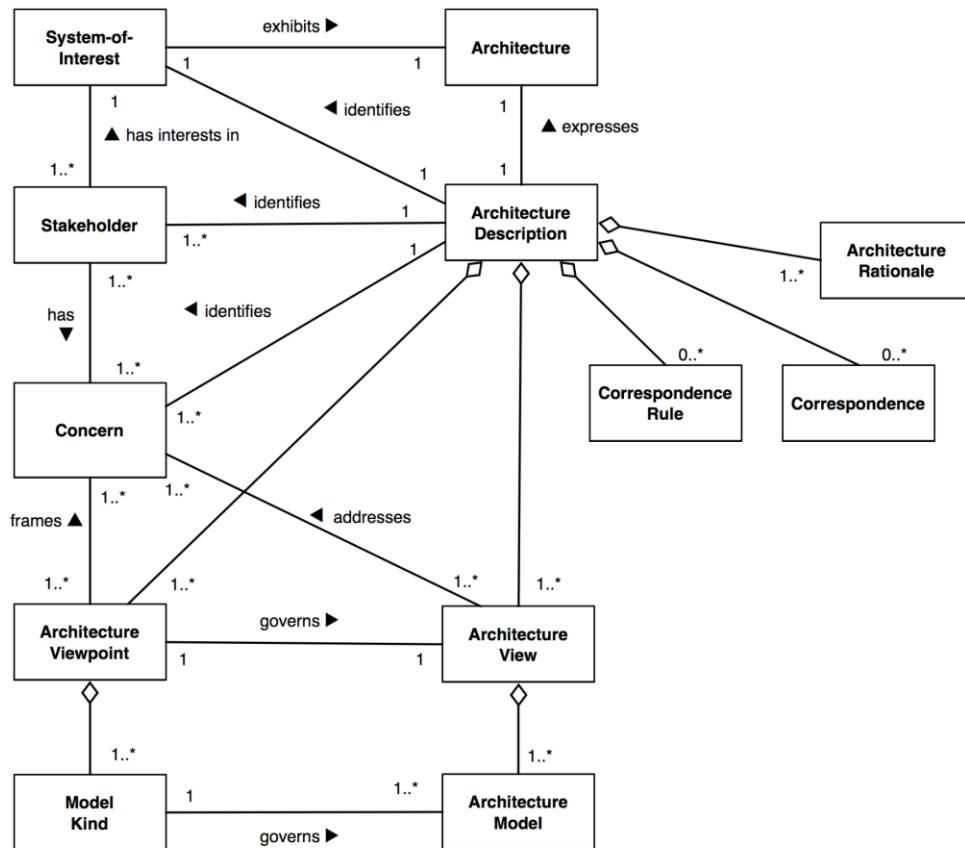 exhibits ▶
System-of-
Interest
Architecture
1
1
1
1
◀ identifies
▲ has interests in
▲ expresses
1..*
1
1
Stakeholder
◀ identifies
1
1..*
Architecture
Description
1
Architecture
Rationale
1..*
1..*
has
▼
◀ identifies
1..*
0..*
0..*
Concern
1..*
Correspondence
Rule
Correspondence
1..*
1..*
frames ▲
◀ addresses
1..*
1..*
1..*
1..*
Architecture
Viewpoint
governs ▶
1
1
Architecture
View
1..*
1..*
Model
Kind
1
1..*
governs ▶
Architecture
Model